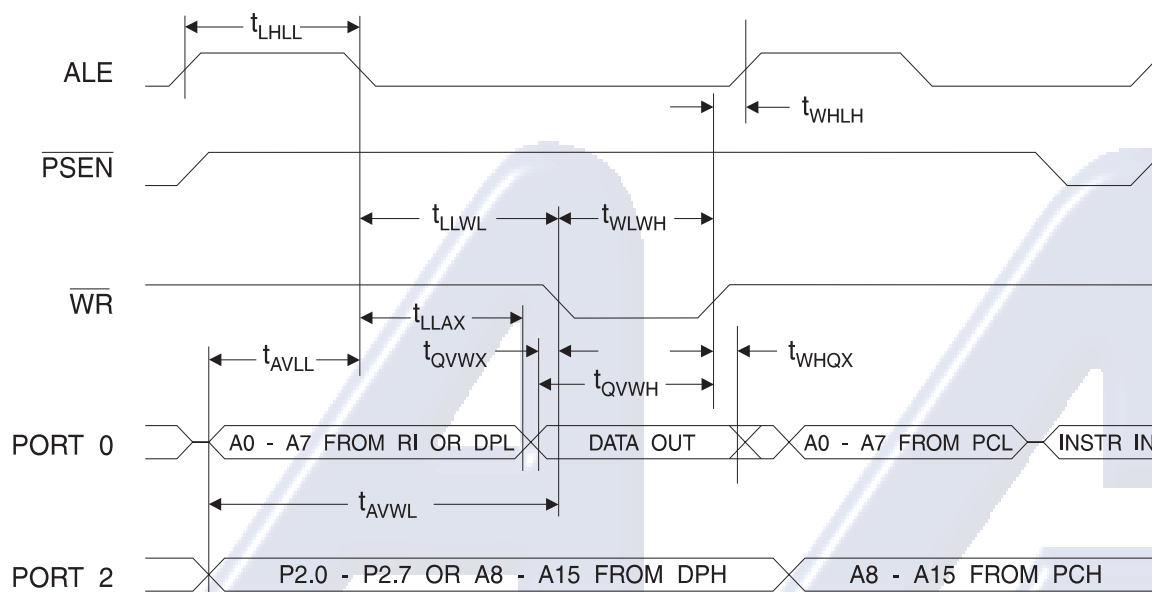 tLHLL
ALE
tWHLH
PSEN
tLLWL
tWLWH
WR
tLLAX
tAVLL
tQVWX
tWHQX
tQVWH
PORT 0
A0 - A7 FROM RI OR DPL
DATA OUT
A0 - A7 FROM PCL
INSTR IN
tAVWL
PORT 2
P2.0 - P2.7 OR A8 - A15 FROM DPH
A8 - A15 FROM PCH